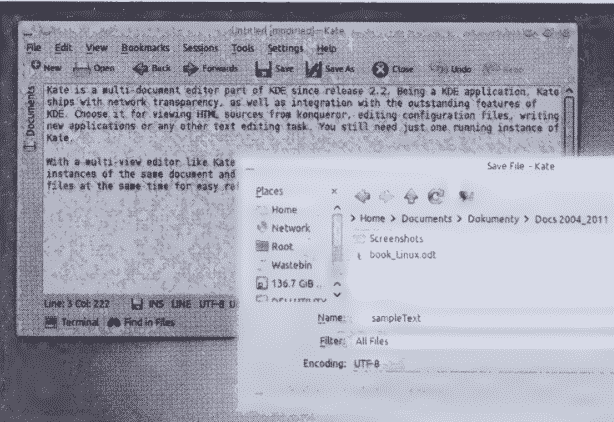 Untitled [modified] - Kate
File Edit View Bookmarks Sessions Tools Settings Help
New Open Back Forwards Save Save As Close Undo
Documents
Kate is a multi-document editor part of KDE since release 2.2. Being a KDE application, Kate
ships with network transparency, as well as integration with the outstanding features of
KDE. Choose it for viewing HTML sources from konqueror, editing configuration files, writing
new applications or any other text editing task. You still need just one running instance of
Kate.
With a multi-view editor like Kate
instances of the same document and
files at the same time for easy
Line: 3 Col: 222 INS LINE UTF-8
Terminal Find in Files
Save File - Kate
Places
Home
Network
Root
Wastebin
136.7 GiB ..
> Home > Documents > Dokumenty > Docs 2004_2011
Screenshots
book_Linux.odt
Name: sampleText
Filter: All Files
Encoding: UTF-8